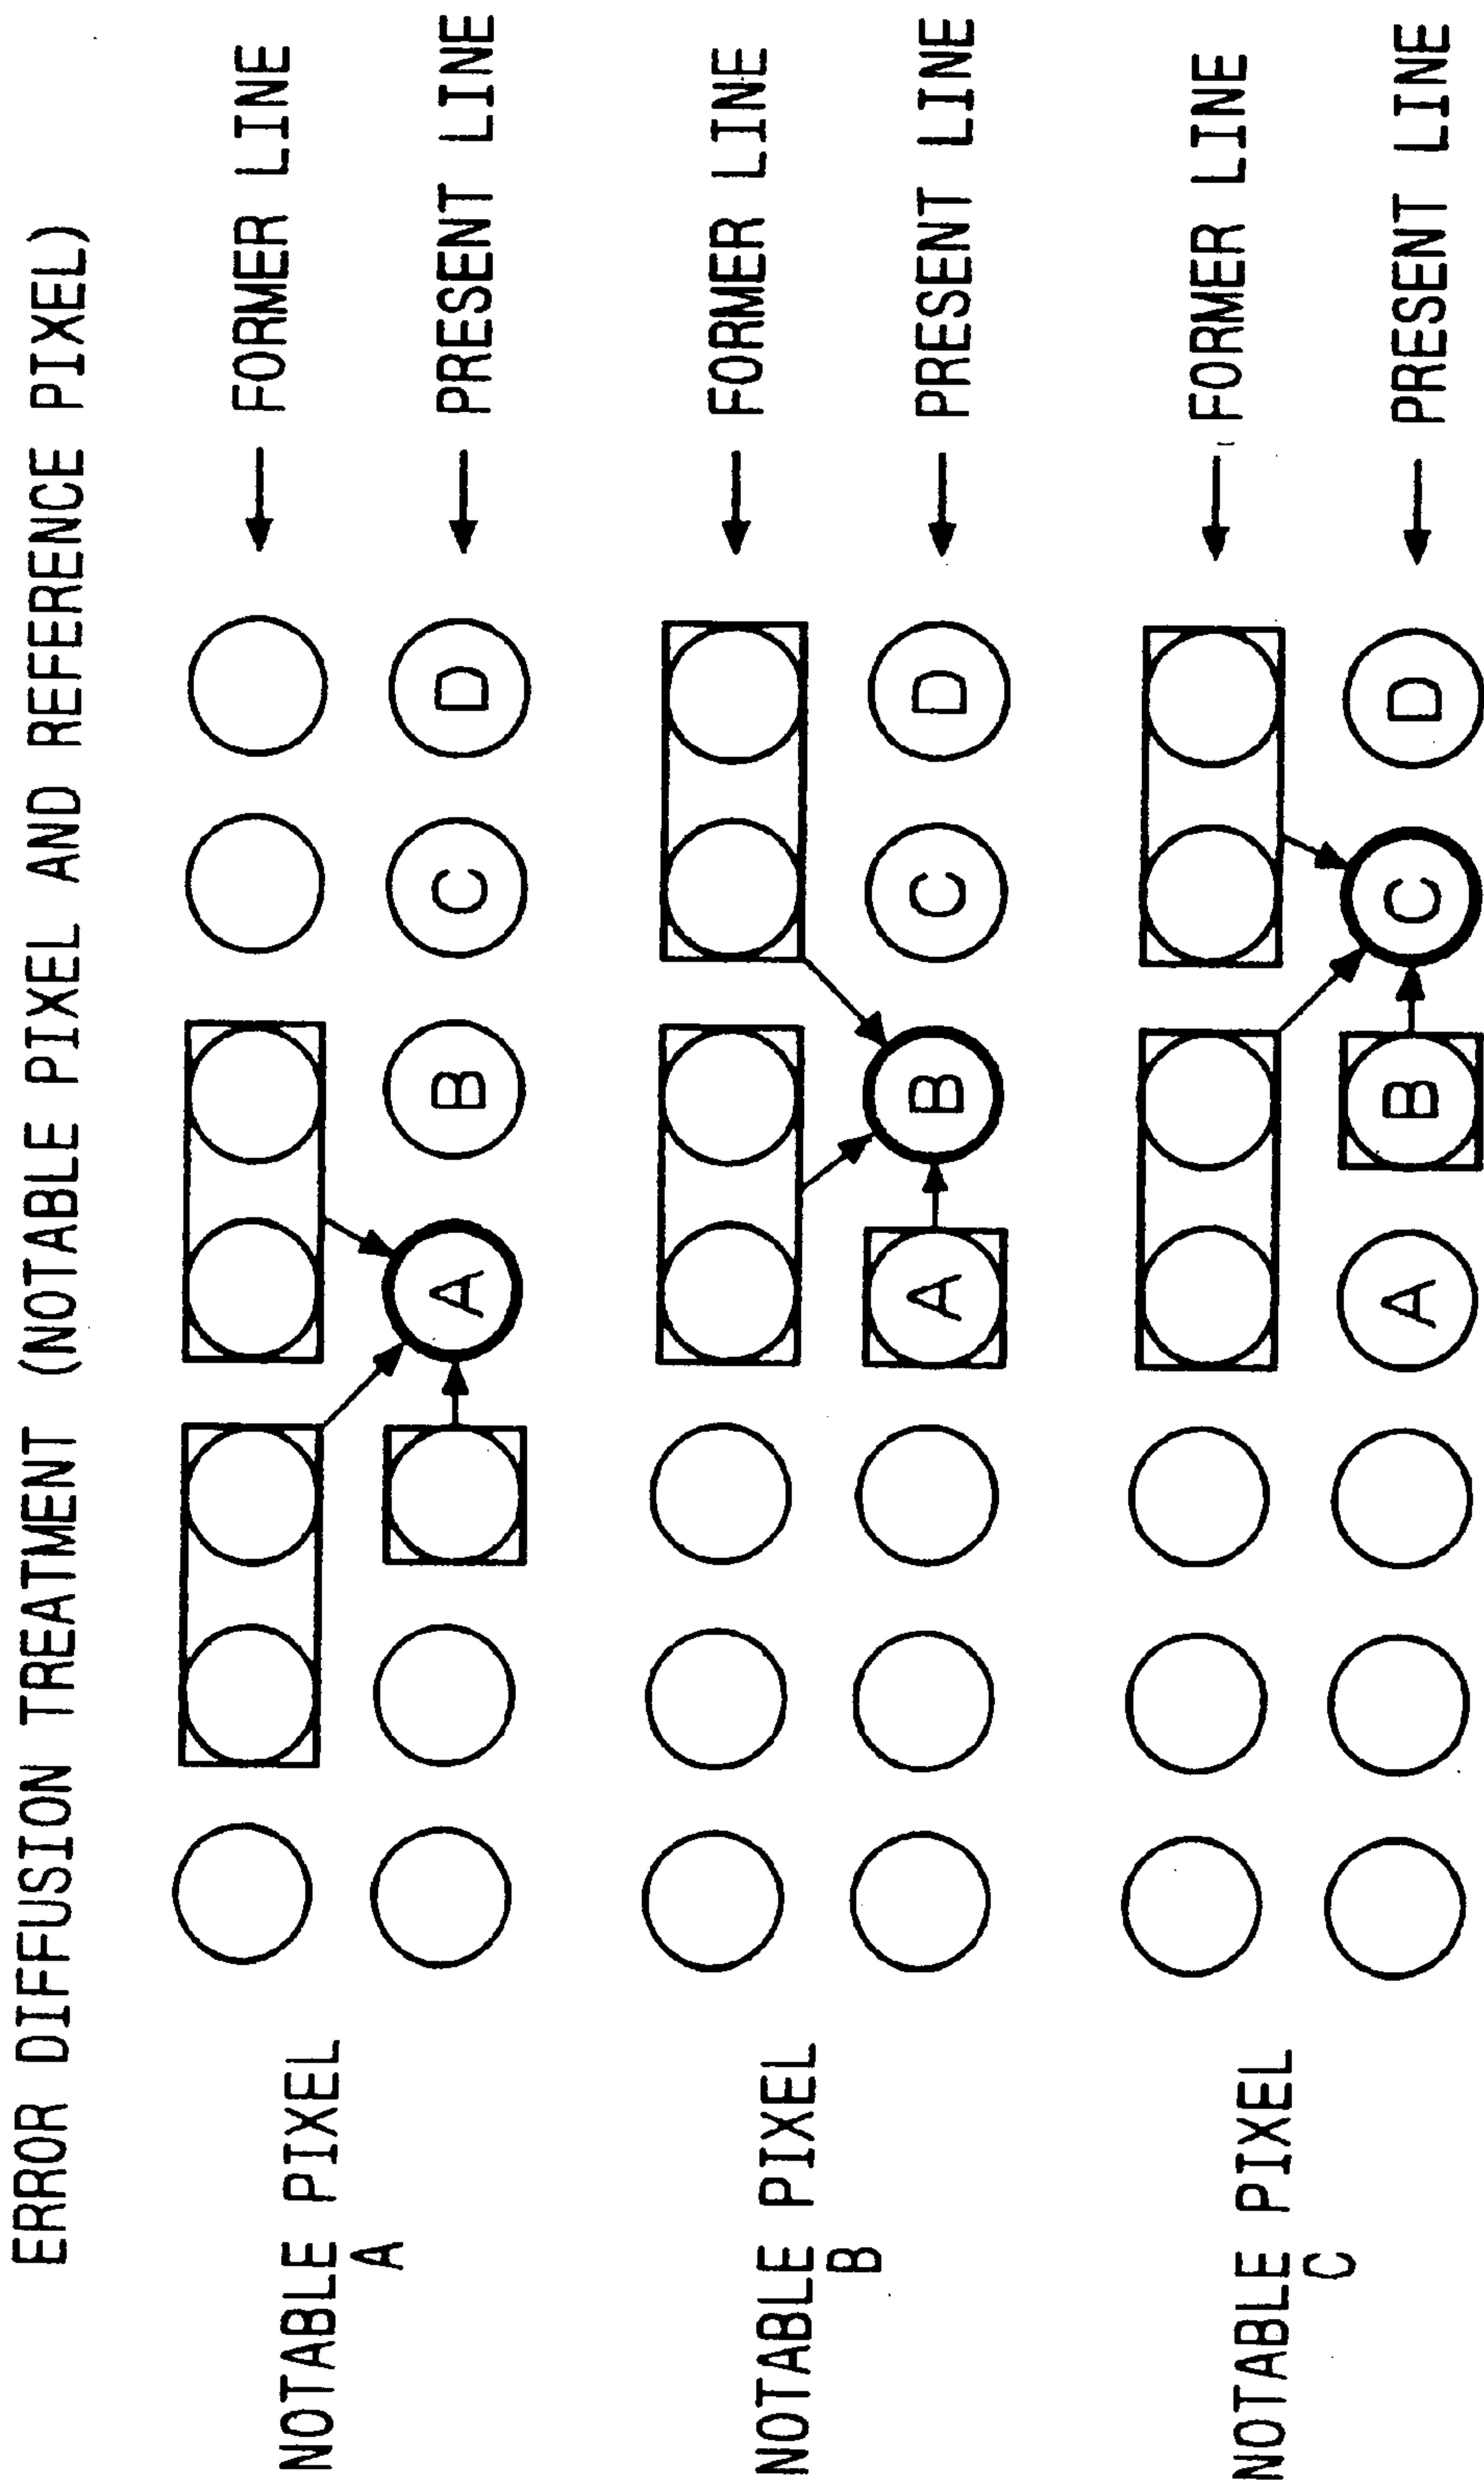 ERROR DIFFUSION TREATMENT (NOTABLE PIXEL AND REFERENCE PIXEL)
NOTABLE PIXEL
A
FORMER LINE
A B C D PRESENT LINE
NOTABLE PIXEL
B
FORMER LINE
A B C D PRESENT LINE
NOTABLE PIXEL
C
FORMER LINE
A B C D PRESENT LINE